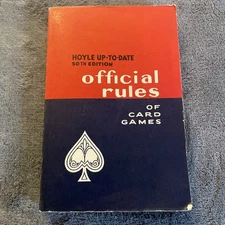 HOYLE UP-TO-DATE
50TH EDITION
official
rules
OF
CARD
GAMES